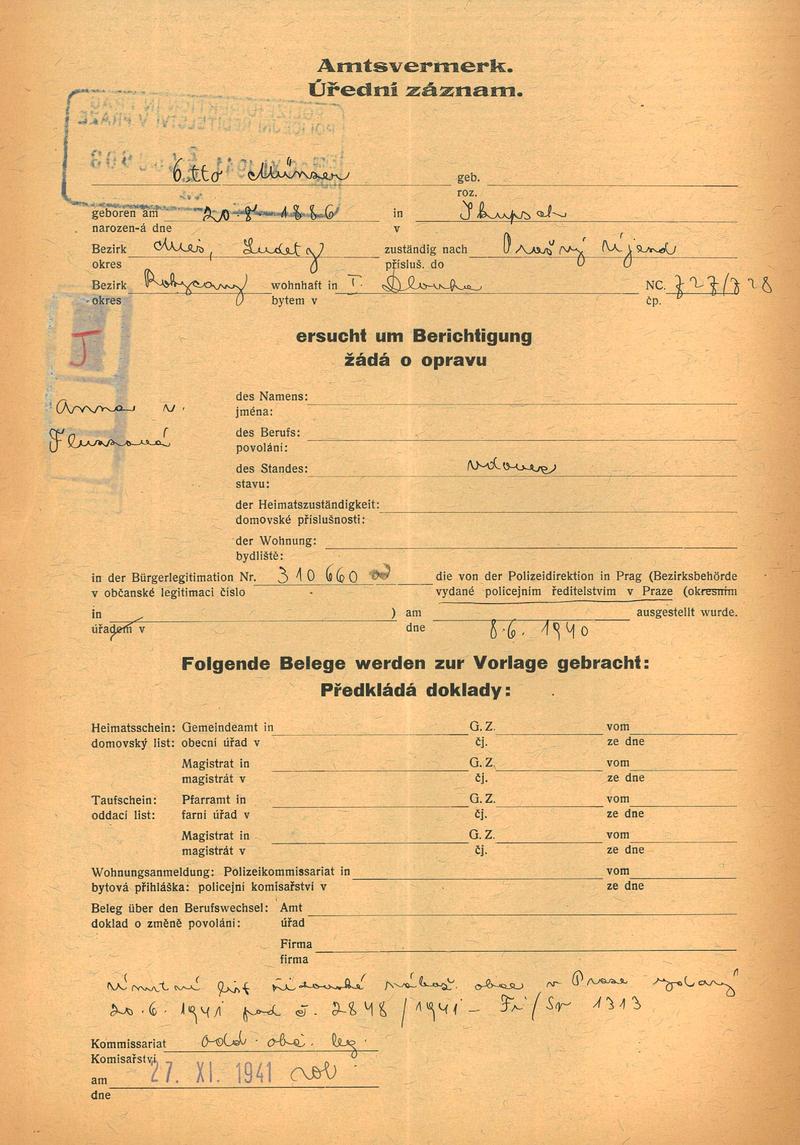 Amtsvermerk.
Úřední záznam.
Otto Münzer geb.
roz.
geboren am 20 8 1886 in Skupsch
narozen-á dne v
Bezirk Mies, Sudety zuständig nach Újezd
okres přísluš. do
Bezirk Rokycany wohnhaft in I. Dlouhá NC. 727/728
okres bytem v čp.
J
ersucht um Berichtigung
žádá o opravu
Anna
des Namens:
jména:
des Berufs:
povolání:
des Standes: vdovec
stavu:
der Heimatszuständigkeit:
domovské příslušnosti:
der Wohnung:
bydliště:
in der Bürgerlegitimation Nr. 310660 die von der Polizeidirektion in Prag (Bezirksbehörde
v občanské legitimaci číslo vydané policejním ředitelstvím v Praze (okresním
in ) am 8.6. 1940 ausgestellt wurde.
úřadem v dne
Folgende Belege werden zur Vorlage gebracht:
Předkládá doklady:
Heimatsschein: Gemeindeamt in G. Z. vom
domovský list: obecní úřad v čj. ze dne
Magistrat in G. Z. vom
magistrát v čj. ze dne
Taufschein: Pfarramt in G. Z. vom
oddací list: farní úřad v čj. ze dne
Magistrat in G. Z. vom
magistrát v čj. ze dne
Wohnungsanmeldung: Polizeikommissariat in vom
bytová přihláška: policejní komisařství v ze dne
Beleg über den Berufswechsel: Amt
doklad o změně povolání: úřad
Firma
firma
Úmrtní list židovské nábož. obce v Praze vydaný
20.6. 1941 pod č. 2848/1941 – Fr/Sr 1313
Kommissariat odd. obč. leg.
Komisařství
am 27. XI. 1941
dne